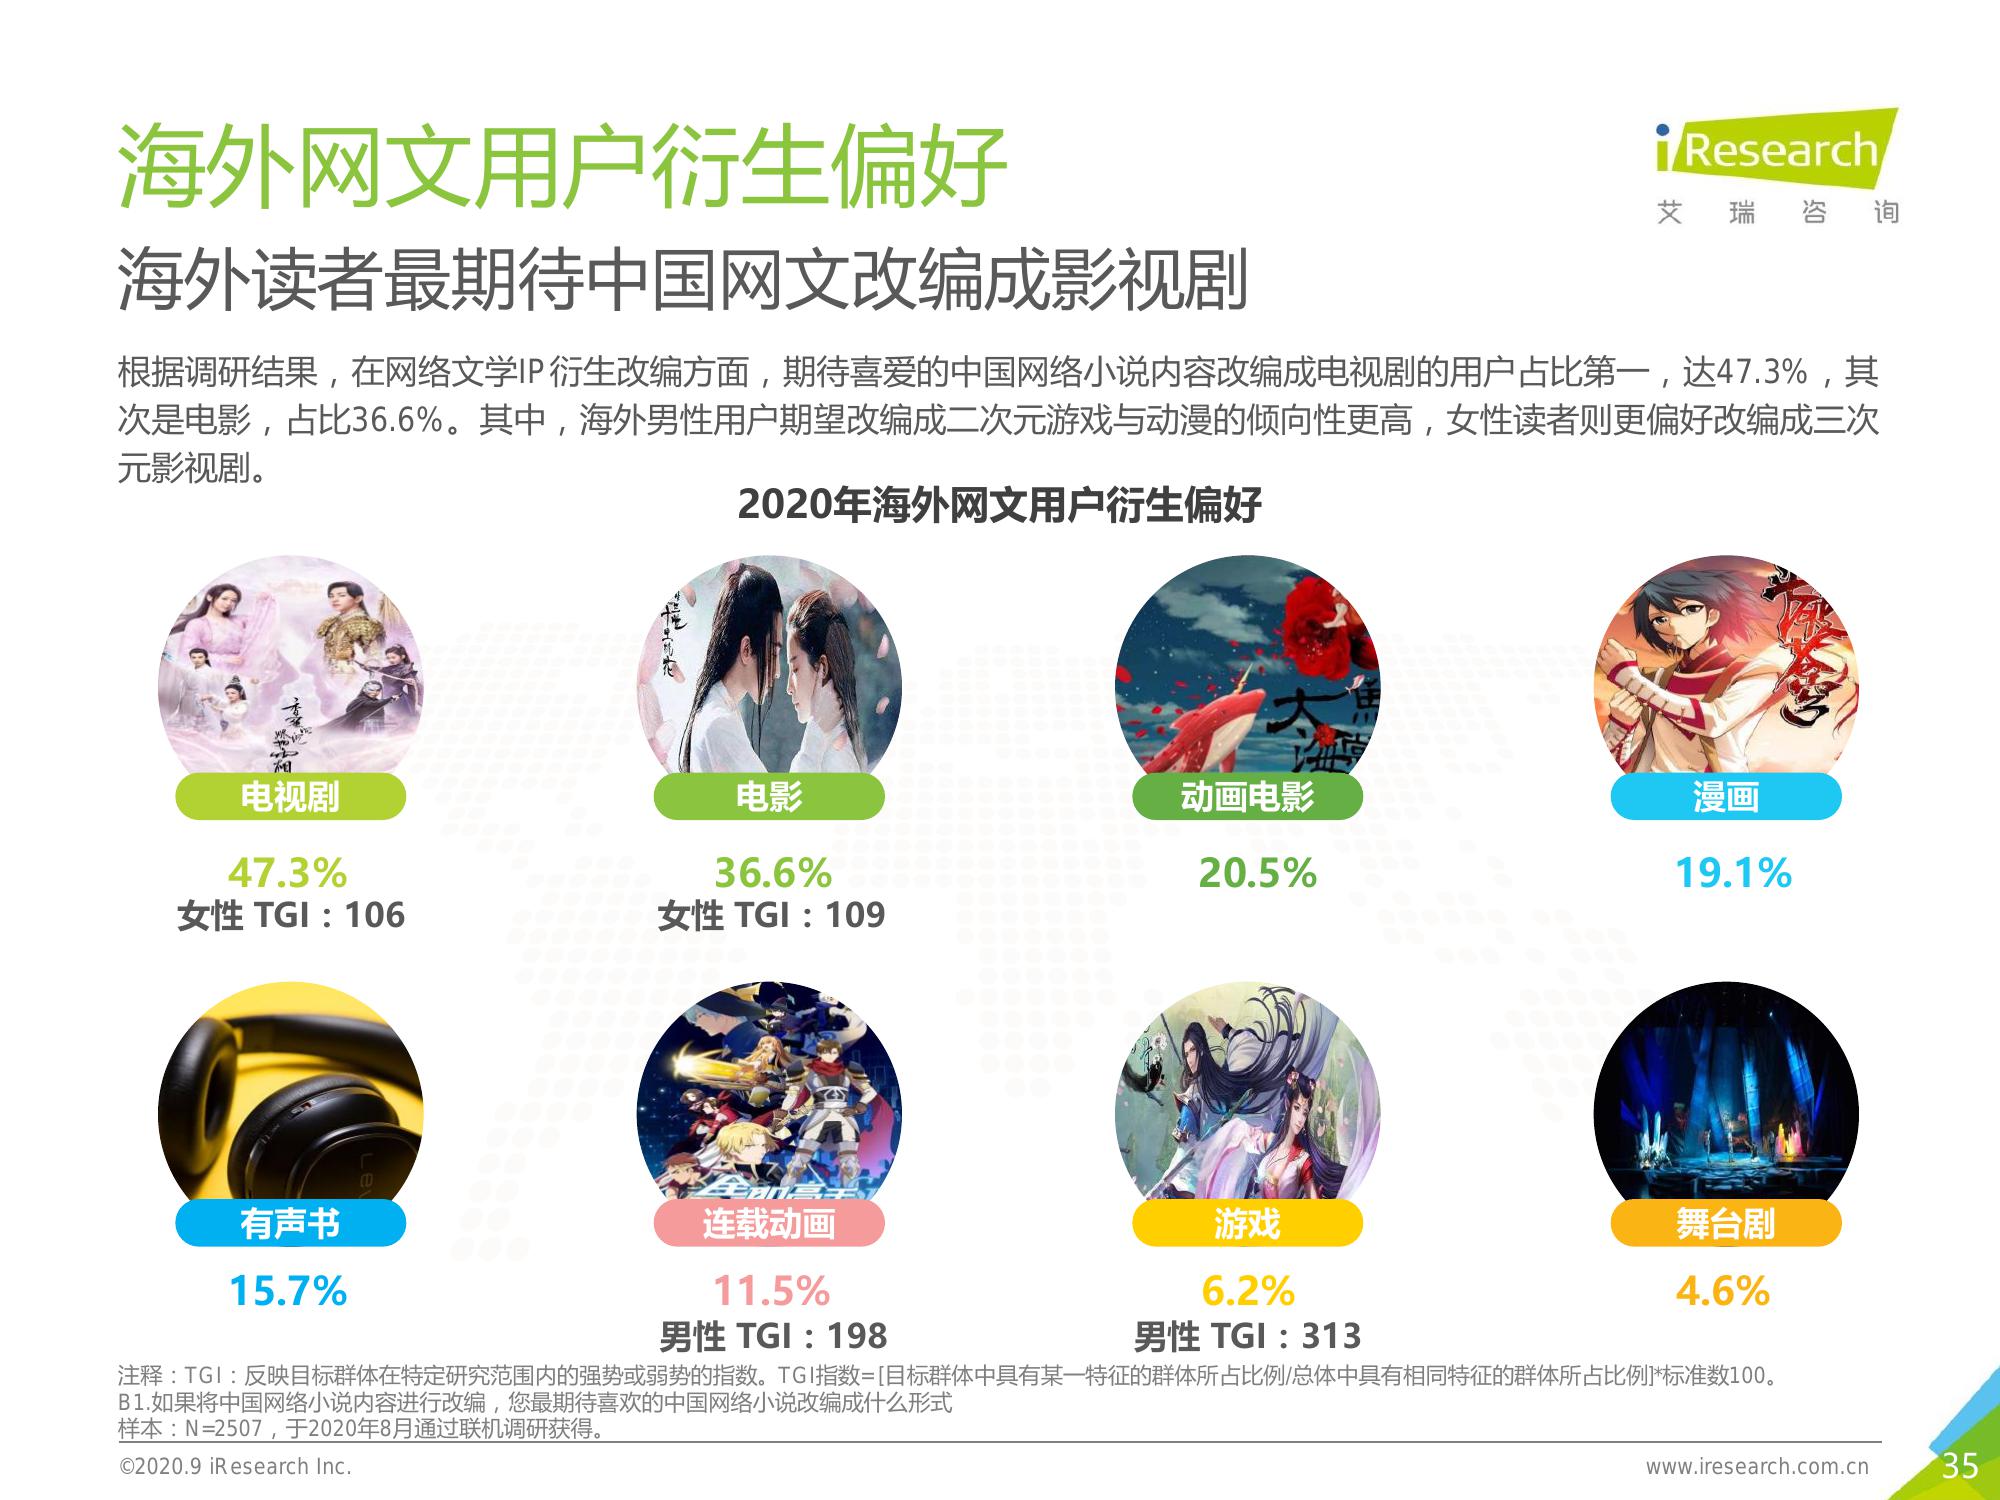 海外网文用户衍生偏好
iResearch
艾瑞咨询
海外读者最期待中国网文改编成影视剧
根据调研结果，在网络文学IP衍生改编方面，期待喜爱的中国网络小说内容改编成电视剧的用户占比第一，达47.3%，其
次是电影，占比36.6%。其中，海外男性用户期望改编成二次元游戏与动漫的倾向性更高，女性读者则更偏好改编成三次
元影视剧。
2020年海外网文用户衍生偏好
大鱼
海棠
电视剧
电影
动画电影
漫画
47.3%
36.6%
20.5%
19.1%
女性 TGI：106
女性 TGI：109
全职高手
有声书
连载动画
游戏
舞台剧
15.7%
11.5%
6.2%
4.6%
男性 TGI：198
男性 TGI：313
注释：TGI：反映目标群体在特定研究范围内的强势或弱势的指数。TGI指数=[目标群体中具有某一特征的群体所占比例/总体中具有相同特征的群体所占比例]*标准数100。
B1.如果将中国网络小说内容进行改编，您最期待喜欢的中国网络小说改编成什么形式
样本：N=2507，于2020年8月通过联机调研获得。
©2020.9 iResearch Inc.
www.iresearch.com.cn
35